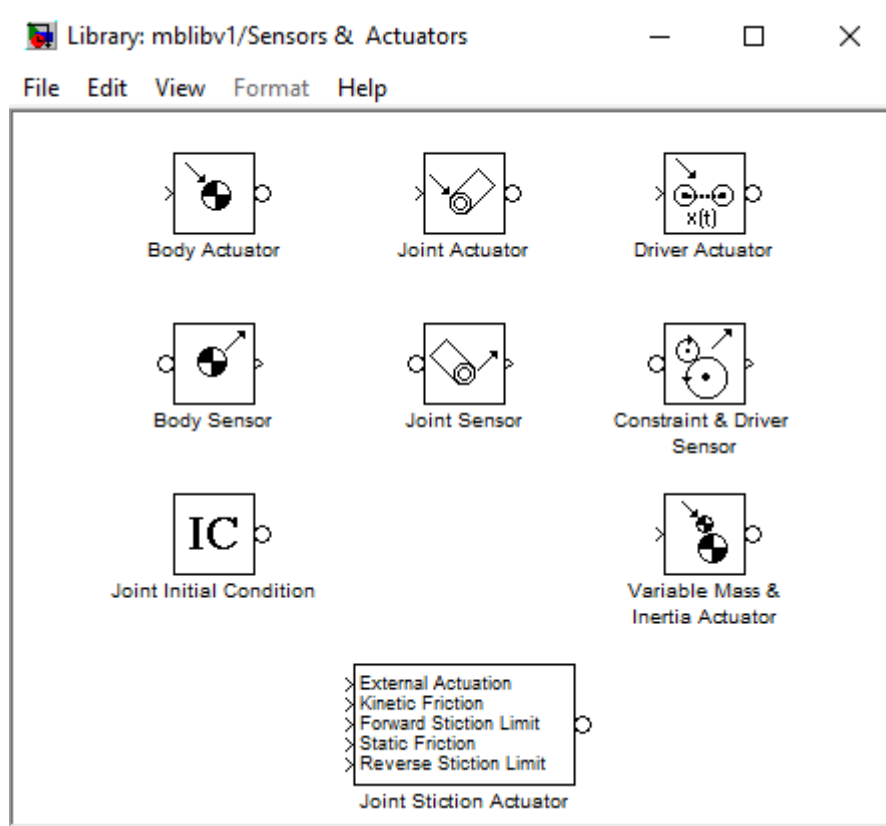 Library: mblibv1/Sensors & Actuators
File Edit View Format Help
x(t)
Body Actuator
Joint Actuator
Driver Actuator
Body Sensor
Joint Sensor
Constraint & Driver
Sensor
IC
Joint Initial Condition
Variable Mass &
Inertia Actuator
External Actuation
Kinetic Friction
Forward Stiction Limit
Static Friction
Reverse Stiction Limit
Joint Stiction Actuator